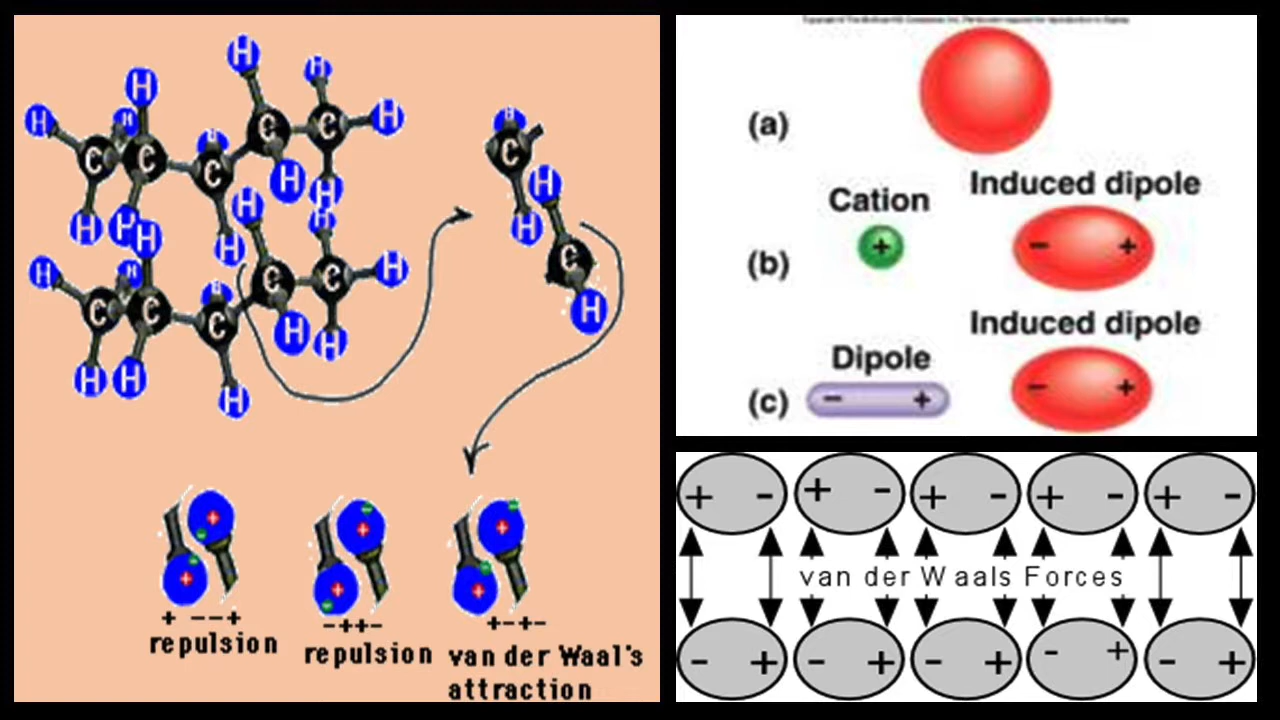 H H
H
H H H H
C C
C C H C
C
H H H
H H
H H H H H
H
H H H C
C C
C C H H
C
H H
H H
H
+ - - +
repulsion
- + + -
repulsion
+ - + -
van der Waal's
attraction
(a)
Cation Induced dipole
(b) + - +
Dipole Induced dipole
(c) - + - +
+ - + - + - + - + -
van der Waals Forces
- + - + - + - + - +